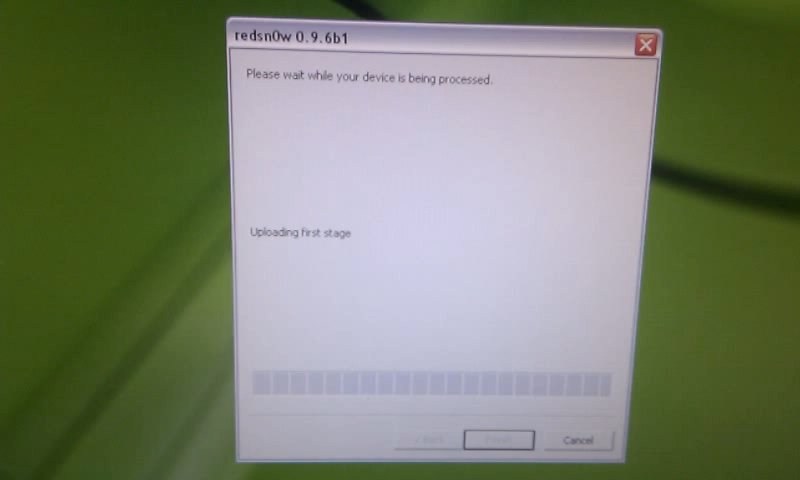 redsn0w 0.9.6b1
Please wait while your device is being processed.
Uploading first stage
Cancel